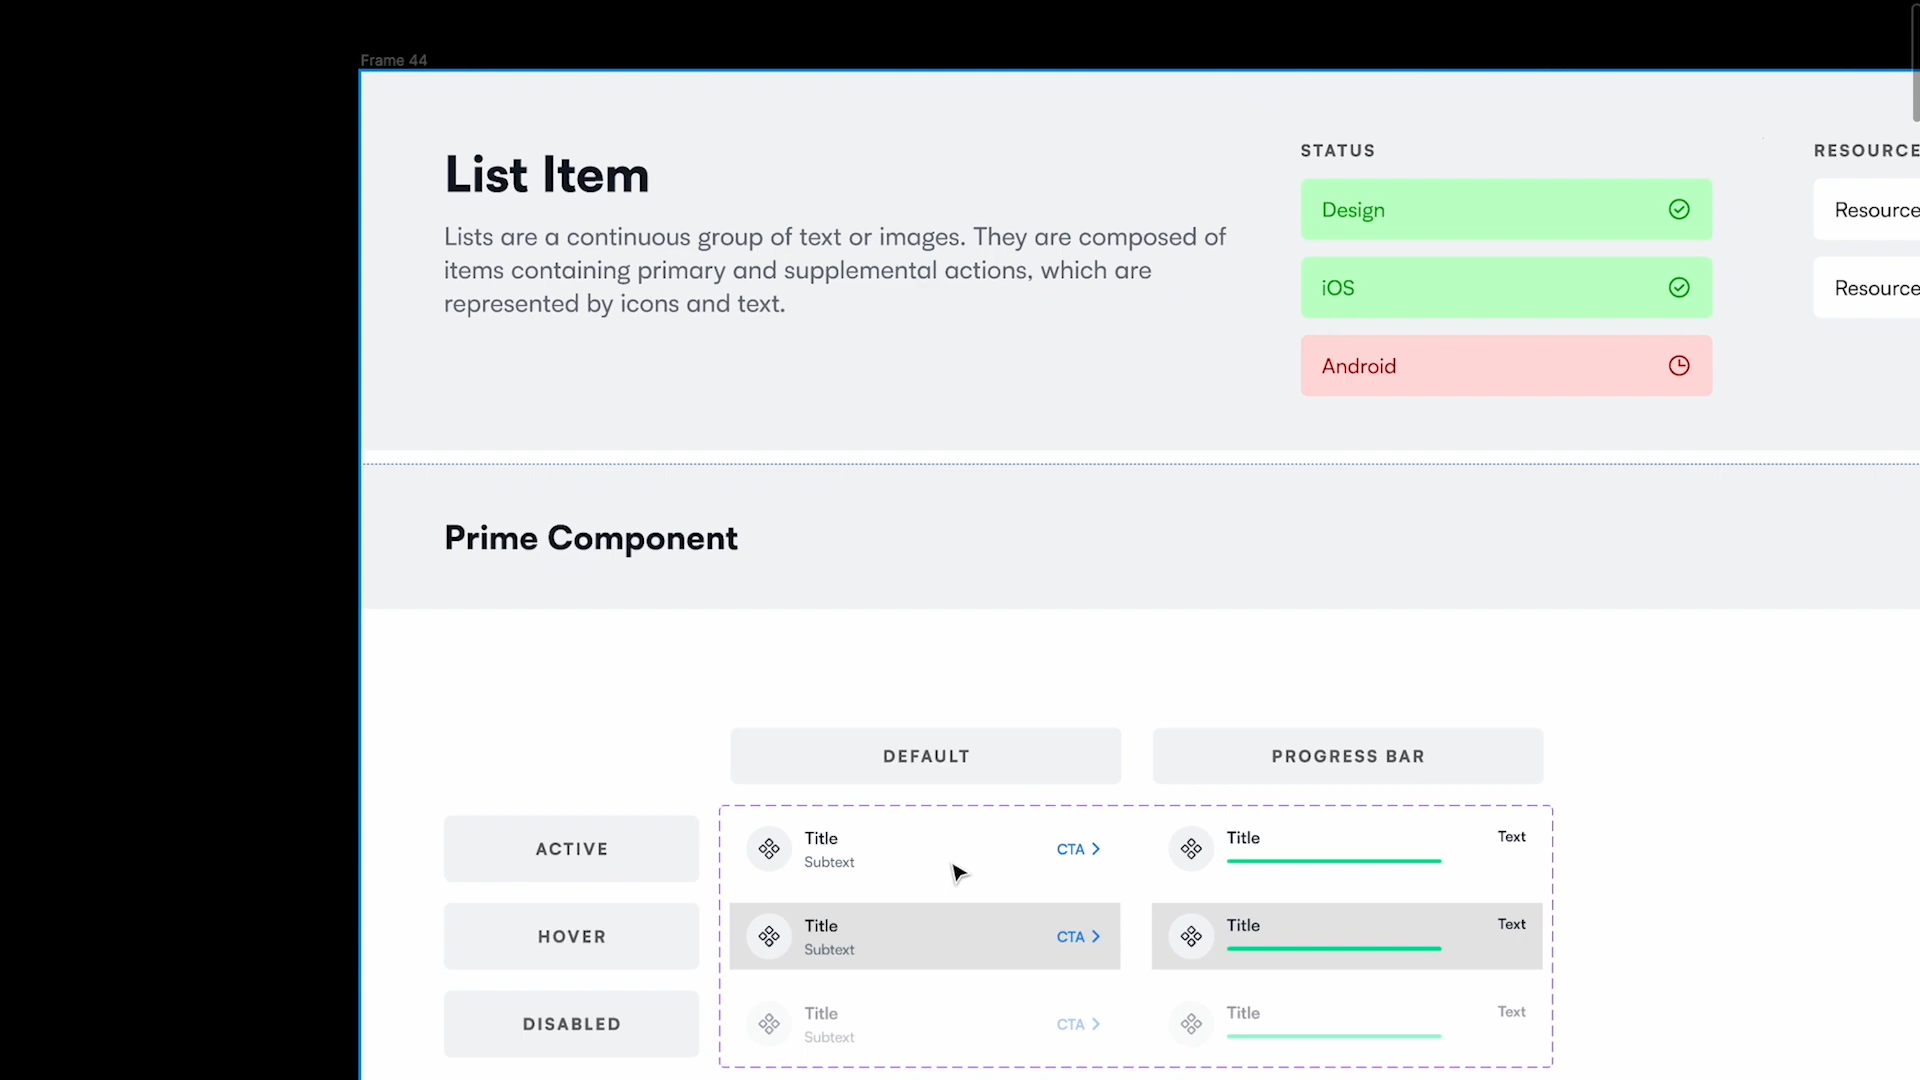 Frame 44
List Item
Lists are a continuous group of text or images. They are composed of
items containing primary and supplemental actions, which are
represented by icons and text.
STATUS
Design
iOS
Android
RESOURCE
Resource
Resource
Prime Component
DEFAULT
PROGRESS BAR
ACTIVE
Title
Subtext
CTA
Title
Text
HOVER
Title
Subtext
CTA
Title
Text
DISABLED
Title
Subtext
CTA
Title
Text